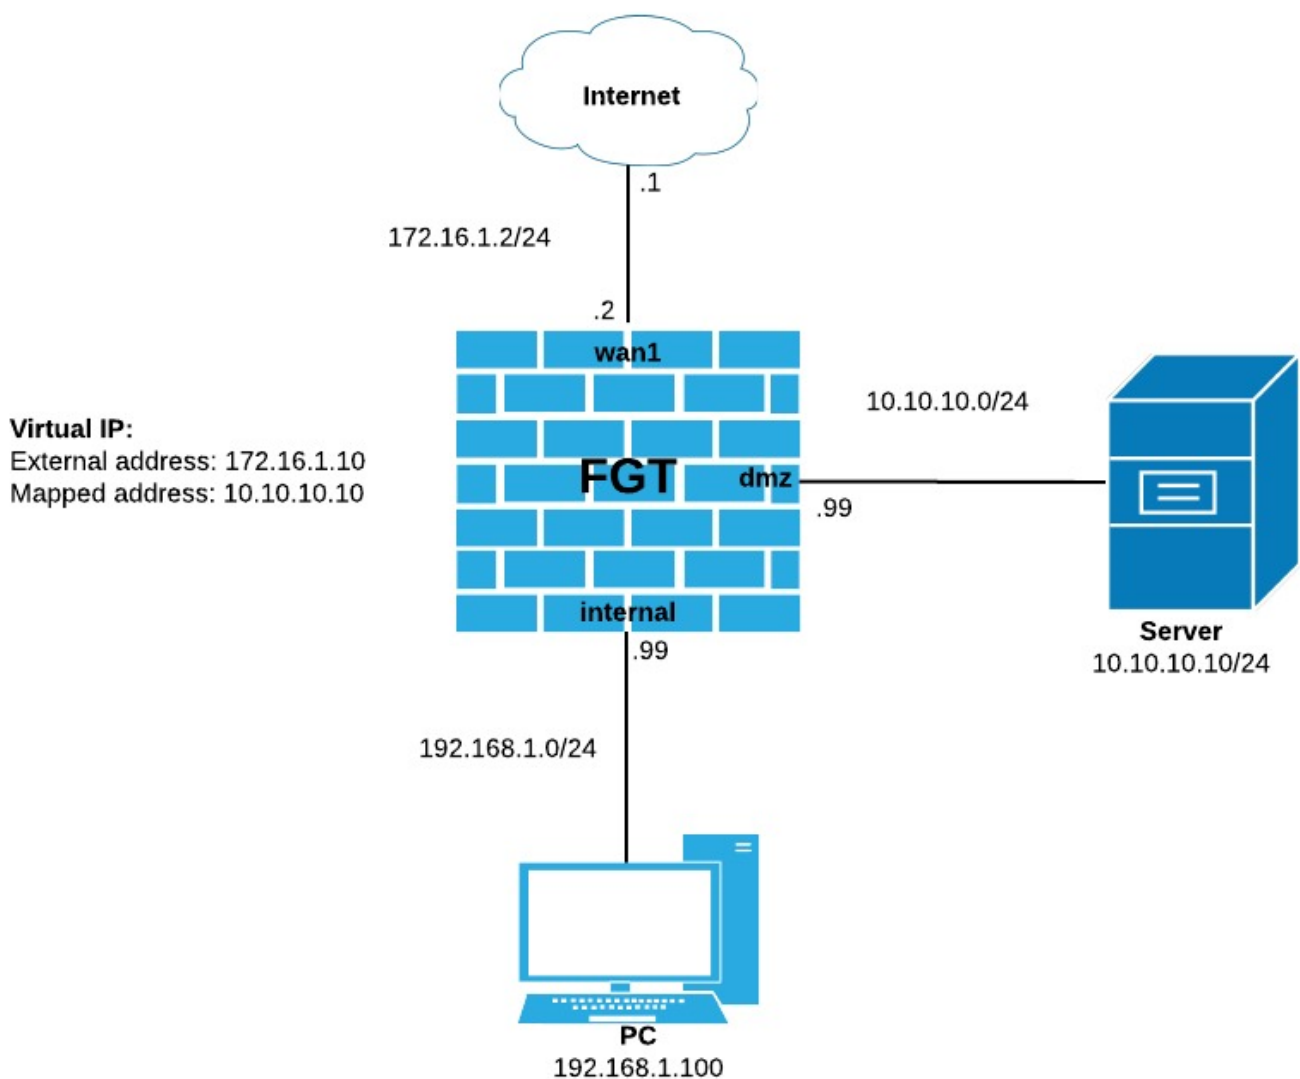 Internet
.1
172.16.1.2/24
.2
wan1
10.10.10.0/24
Virtual IP:
External address: 172.16.1.10
Mapped address: 10.10.10.10
FGT
dmz
.99
internal
.99
Server
10.10.10.10/24
192.168.1.0/24
PC
192.168.1.100